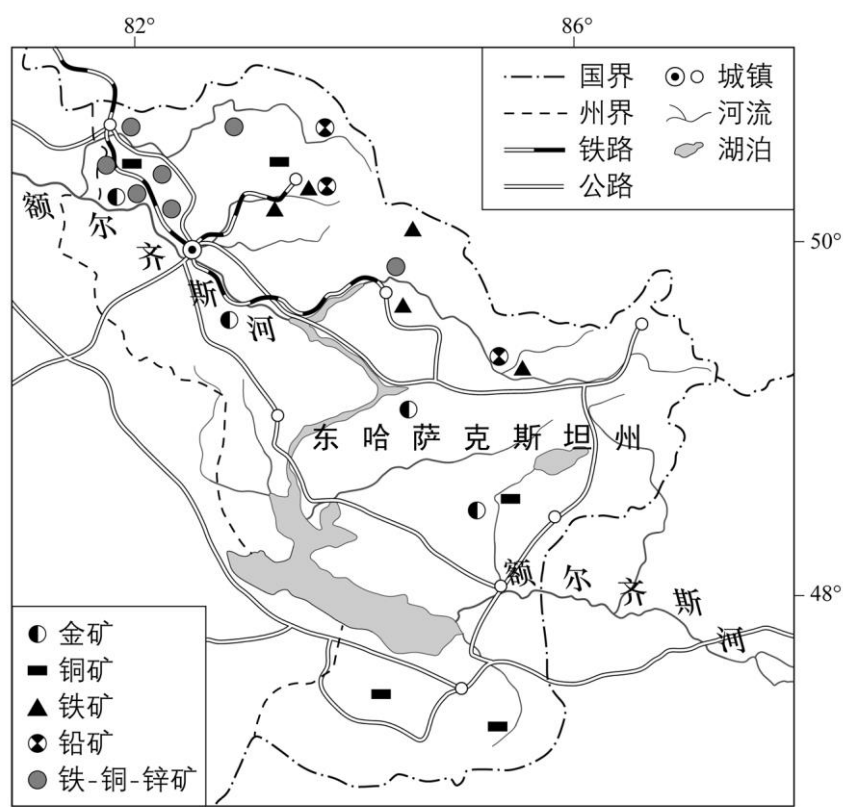 82° 86°
国界 城镇
州界 河流
铁路 湖泊
公路
额尔齐斯河
50°
东哈萨克斯坦州
额尔齐斯河
48°
金矿
铜矿
铁矿
铅矿
铁-铜-锌矿